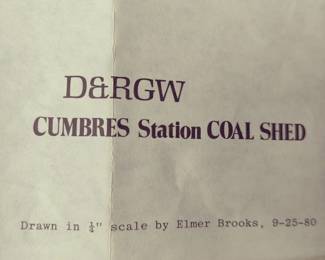 D&RGW
CUMBRES Station COAL SHED
Drawn in ¼" scale by Elmer Brooks, 9-25-80